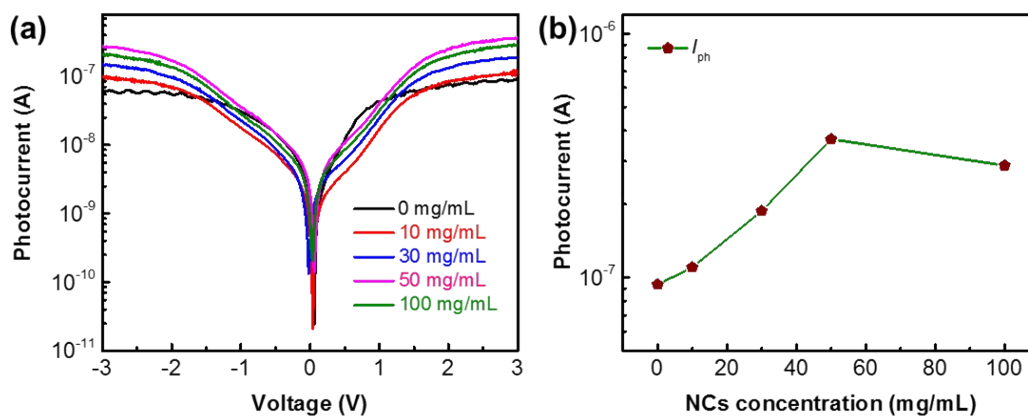 (a)
Photocurrent (A)
10⁻⁷
10⁻⁸
10⁻⁹
10⁻¹⁰
10⁻¹¹
0 mg/mL
10 mg/mL
30 mg/mL
50 mg/mL
100 mg/mL
-3 -2 -1 0 1 2 3
Voltage (V)
(b)
Photocurrent (A)
10⁻⁶
10⁻⁷
Iₚₕ
0 20 40 60 80 100
NCs concentration (mg/mL)